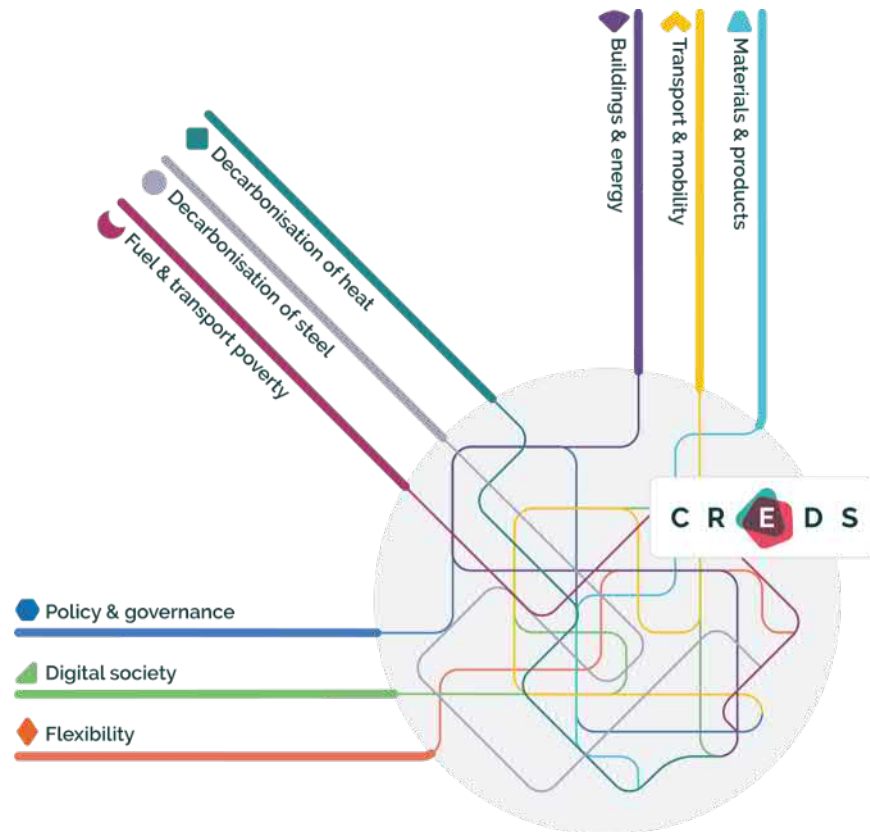 Buildings & energy
Transport & mobility
Materials & products
Decarbonisation of heat
Decarbonisation of steel
Fuel & transport poverty
CREDS
Policy & governance
Digital society
Flexibility